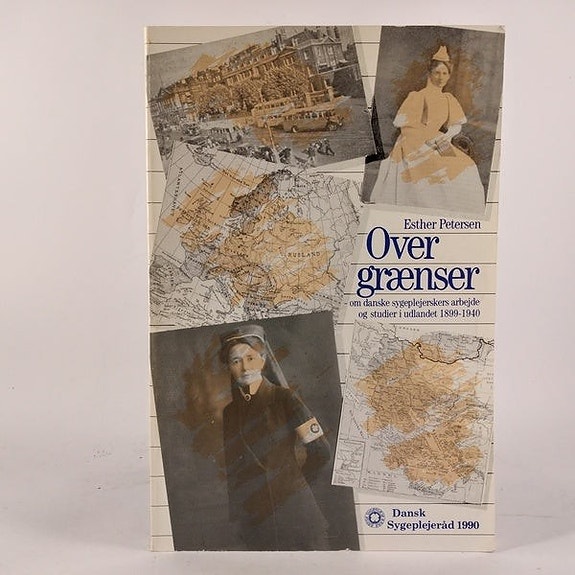 Esther Petersen
Over
grænser
om danske sygeplejerskers arbejde
og studier i udlandet 1899-1940
RUSLAND
Dansk
Sygeplejeråd 1990